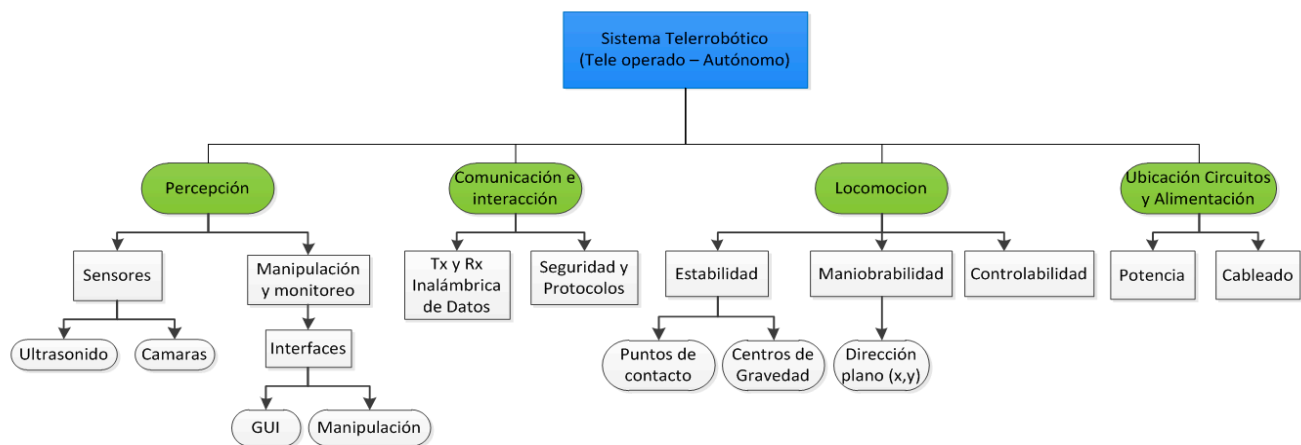 Sistema Telerrobótico
(Tele operado – Autónomo)
Percepción
Comunicación e
interacción
Locomocion
Ubicación Circuitos
y Alimentación
Sensores
Manipulación
y monitoreo
Tx y Rx
Inalámbrica
de Datos
Seguridad y
Protocolos
Estabilidad
Maniobrabilidad
Controlabilidad
Potencia
Cableado
Ultrasonido
Camaras
Interfaces
Puntos de
contacto
Centros de
Gravedad
Dirección
plano (x,y)
GUI
Manipulación